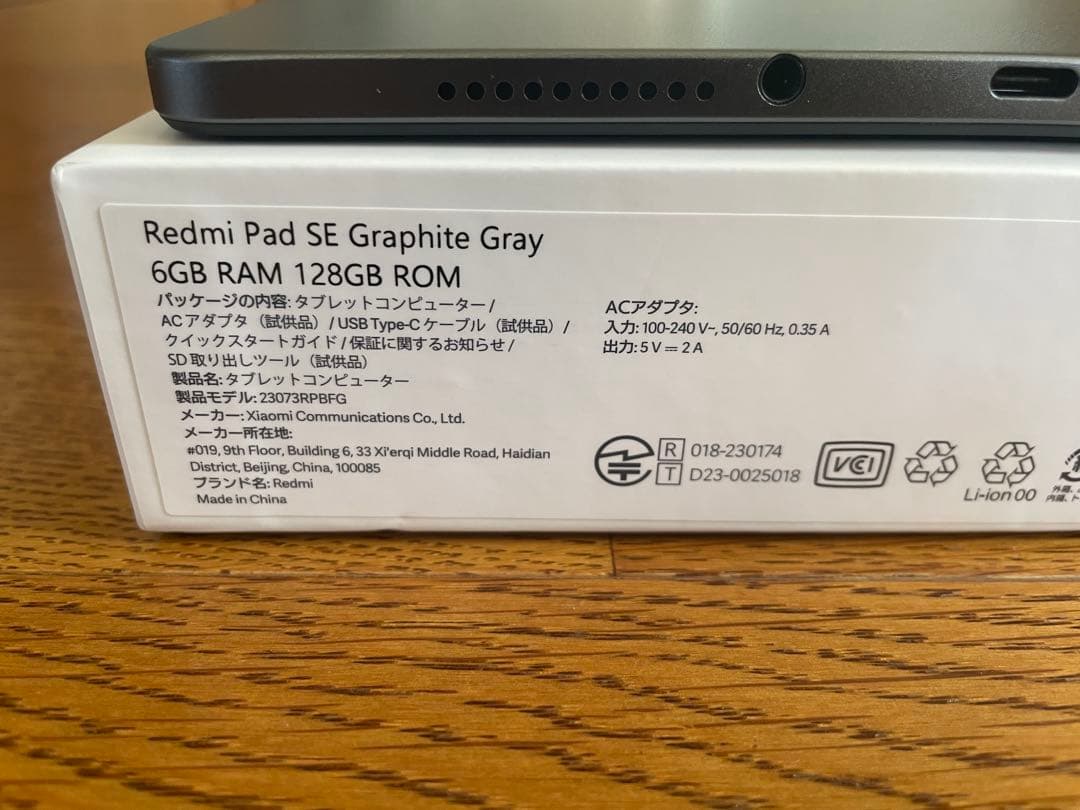 Redmi Pad SE Graphite Gray
6GB RAM 128GB ROM
パッケージの内容: タブレットコンピューター /
ACアダプタ（試供品）/ USB Type-C ケーブル（試供品）/
クイックスタートガイド / 保証に関するお知らせ /
SD 取り出しツール（試供品）
製品名: タブレットコンピューター
製品モデル: 23073RPBFG
メーカー: Xiaomi Communications Co., Ltd.
メーカー所在地:
#019, 9th Floor, Building 6, 33 Xi'erqi Middle Road, Haidian
District, Beijing, China, 100085
ブランド名: Redmi
Made in China
ACアダプタ:
入力: 100-240 V~, 50/60 Hz, 0.35 A
出力: 5 V ⎓ 2 A
R 018-230174
T D23-0025018
VCCI
Li-ion 00
外箱、
内箱、ト